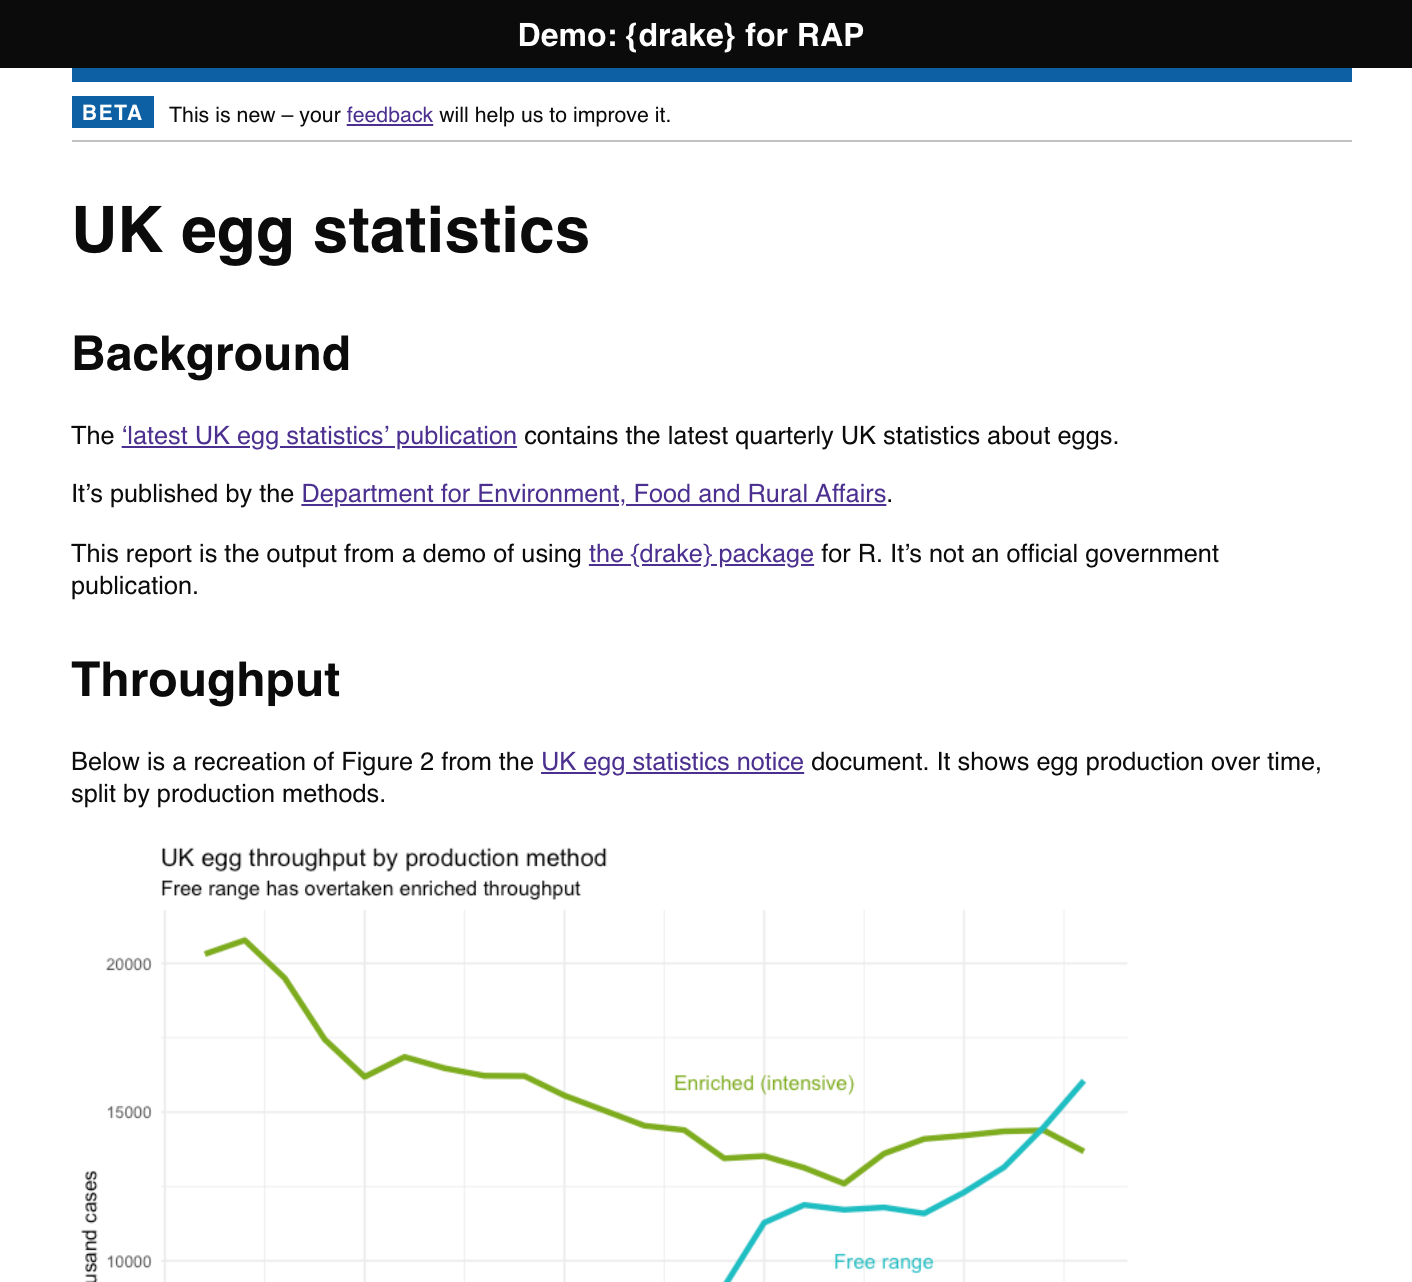 Demo: {drake} for RAP
BETA This is new – your feedback will help us to improve it.
UK egg statistics
Background
The ‘latest UK egg statistics’ publication contains the latest quarterly UK statistics about eggs.
It’s published by the Department for Environment, Food and Rural Affairs.
This report is the output from a demo of using the {drake} package for R. It’s not an official government
publication.
Throughput
Below is a recreation of Figure 2 from the UK egg statistics notice document. It shows egg production over time,
split by production methods.
UK egg throughput by production method
Free range has overtaken enriched throughput
20000
Enriched (intensive)
15000
usand cases
10000
Free range